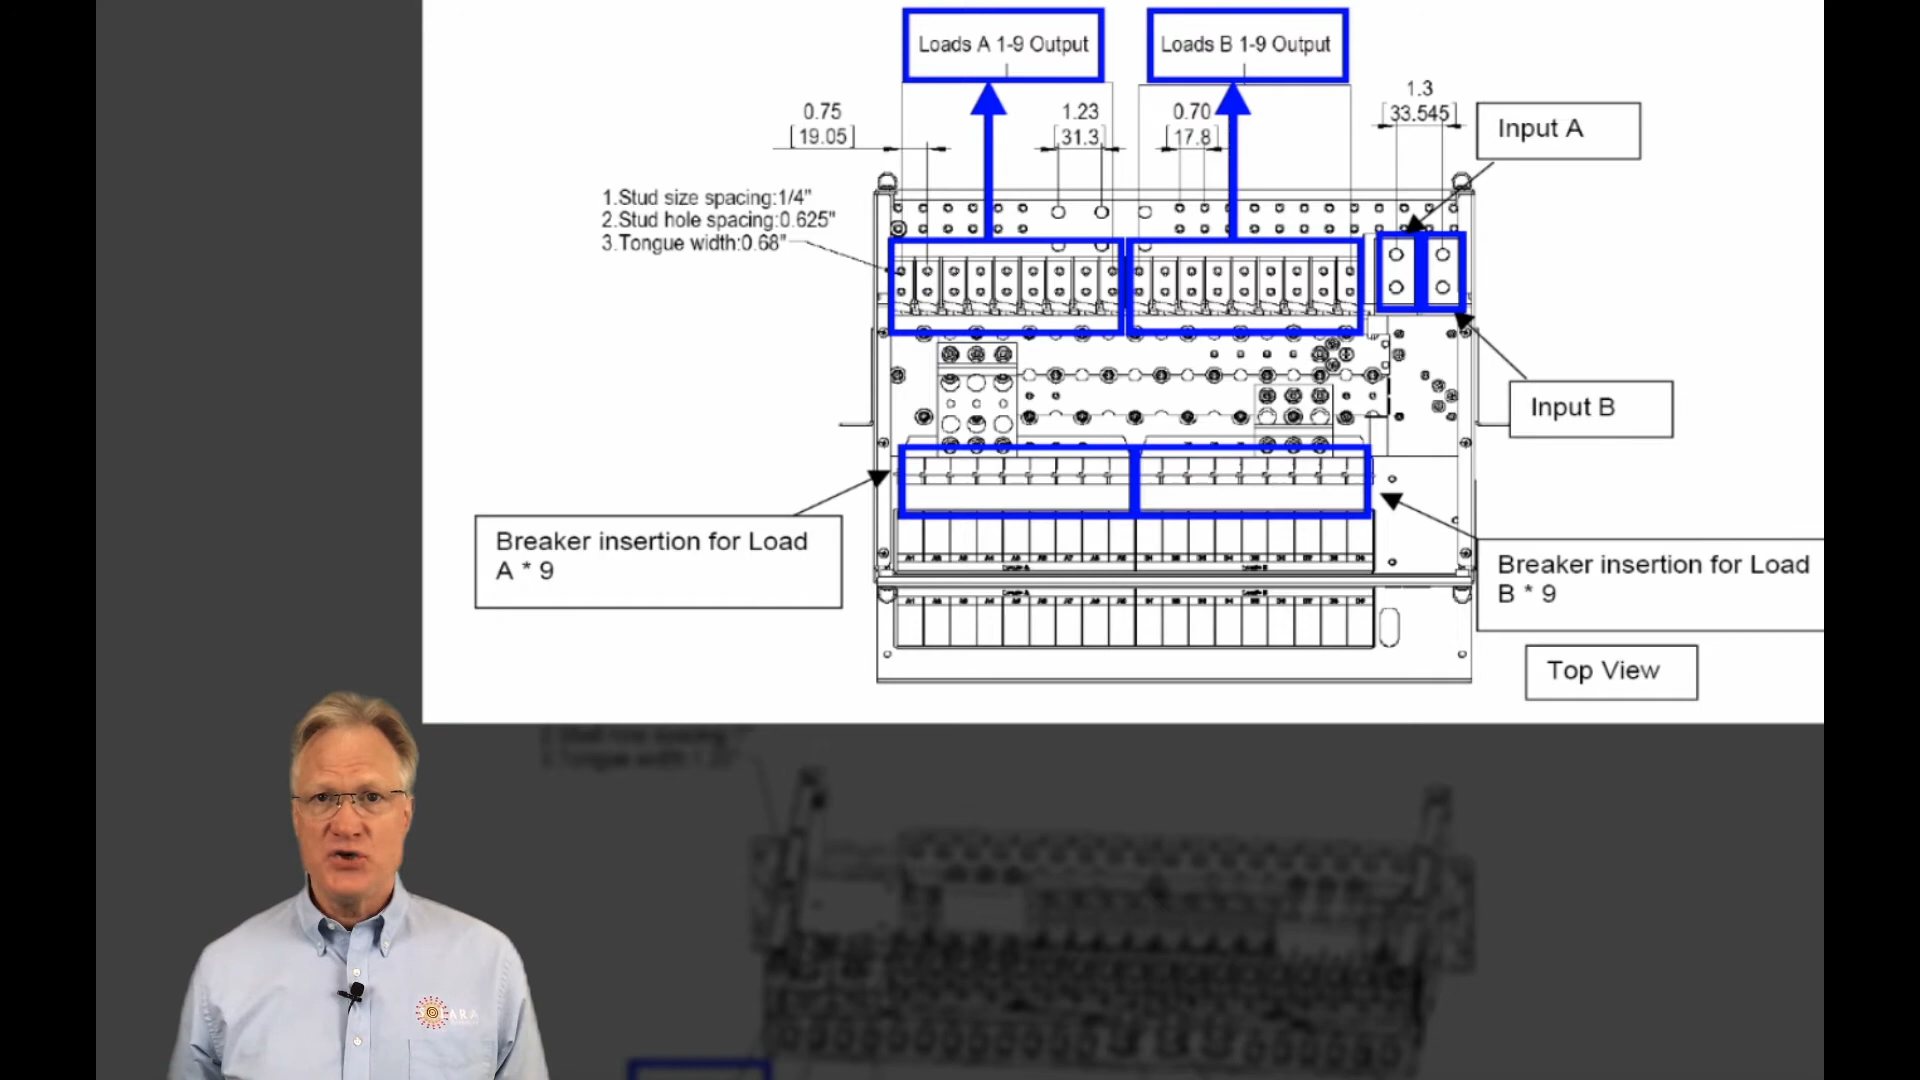 Loads A 1-9 Output
Loads B 1-9 Output
0.75
[19.05]
1.23
[31.3]
0.70
[17.8]
1.3
[33.545]
Input A
1.Stud size spacing:1/4"
2.Stud hole spacing:0.625"
3.Tongue width:0.68"
Input B
Breaker insertion for Load
A * 9
Breaker insertion for Load
B * 9
Top View